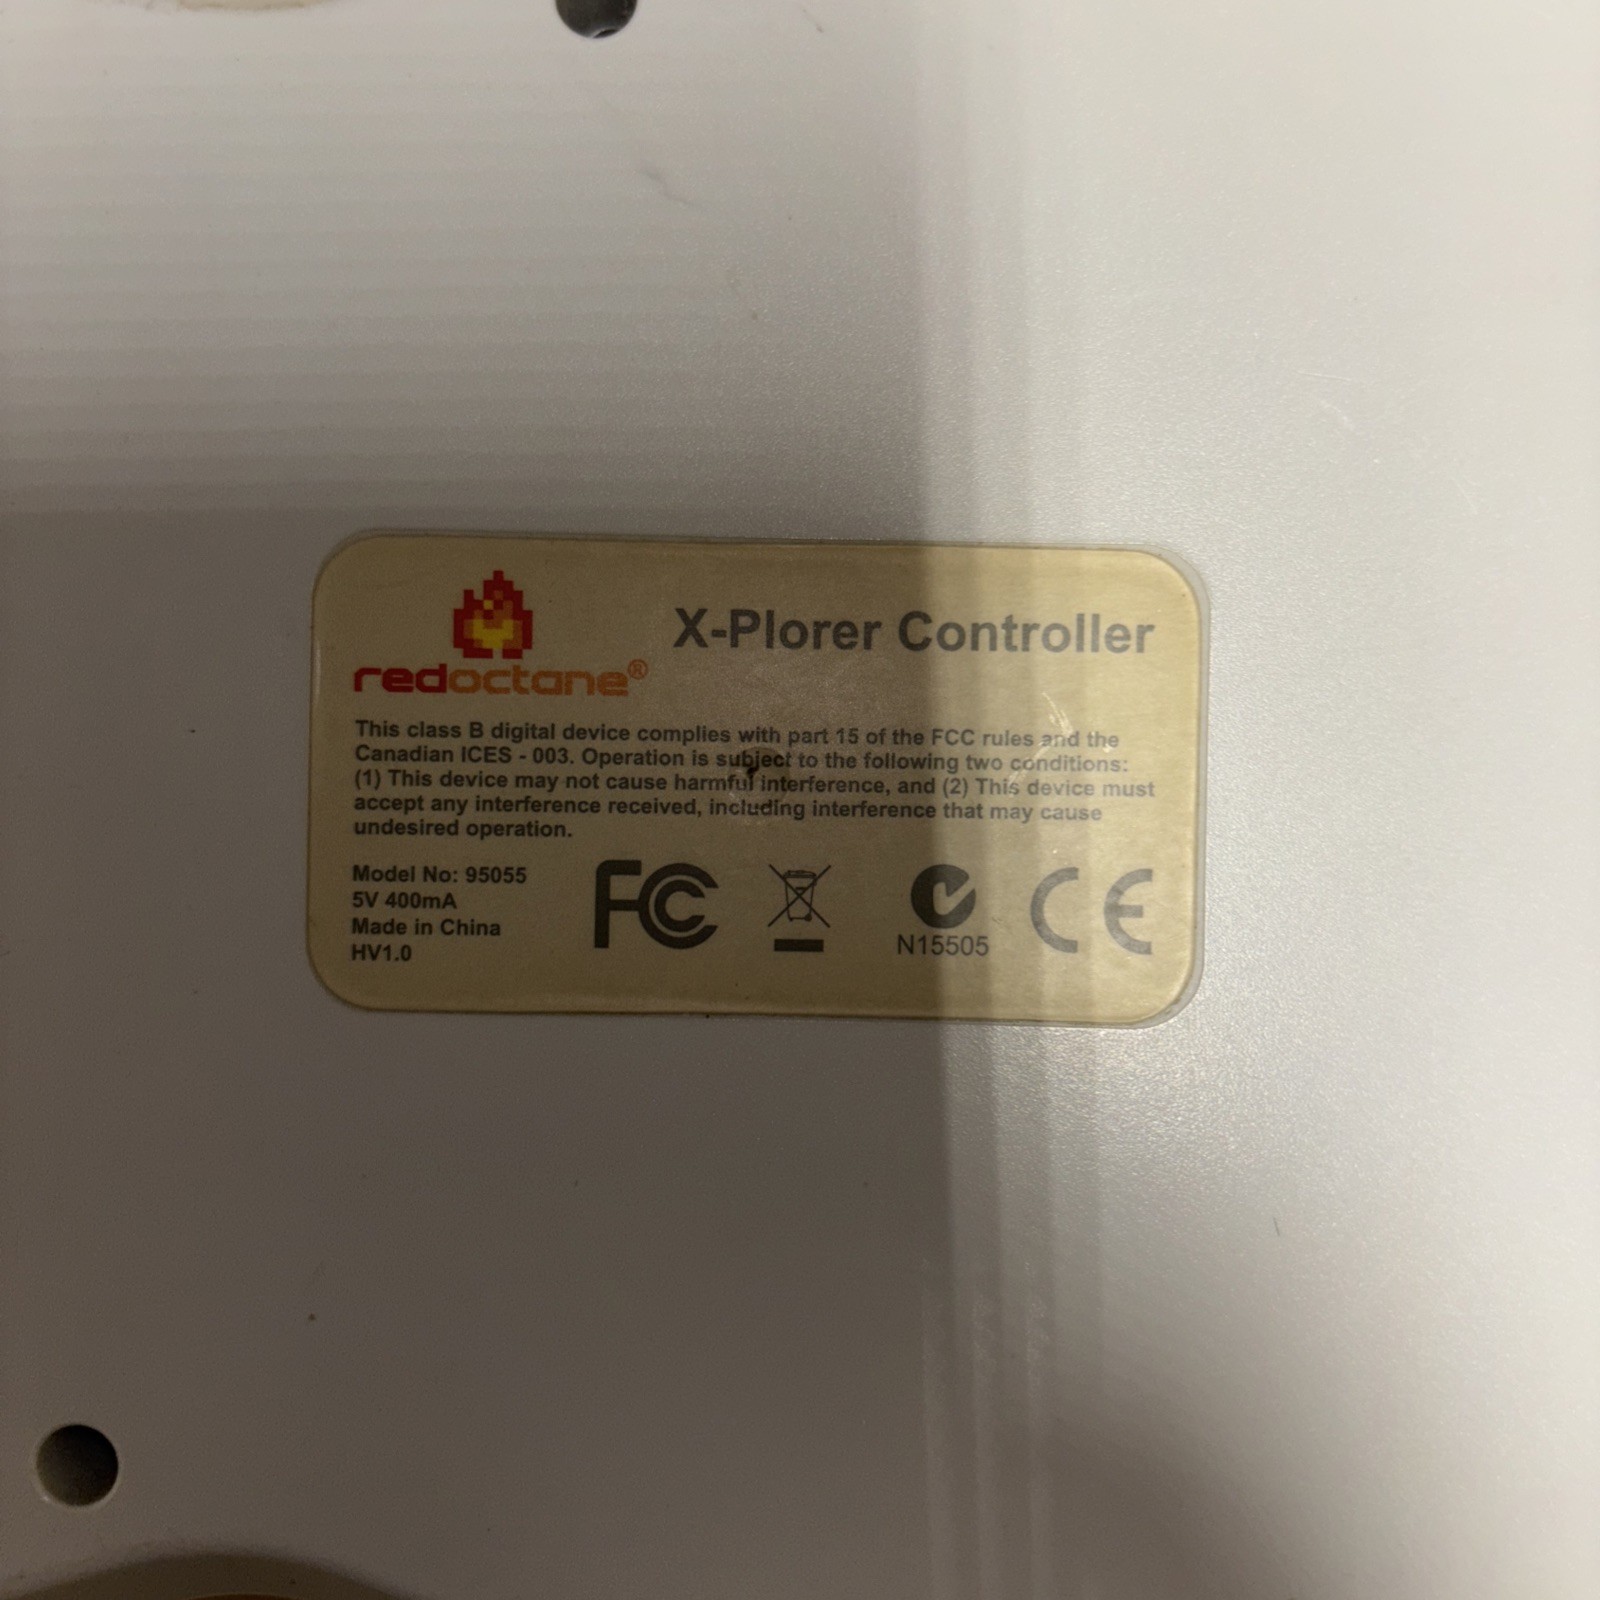 redoctane®
X-Plorer Controller
This class B digital device complies with part 15 of the FCC rules and the
Canadian ICES - 003. Operation is subject to the following two conditions:
(1) This device may not cause harmful interference, and (2) This device must
accept any interference received, including interference that may cause
undesired operation.
Model No: 95055
5V 400mA
Made in China
HV1.0
FC
N15505
CE